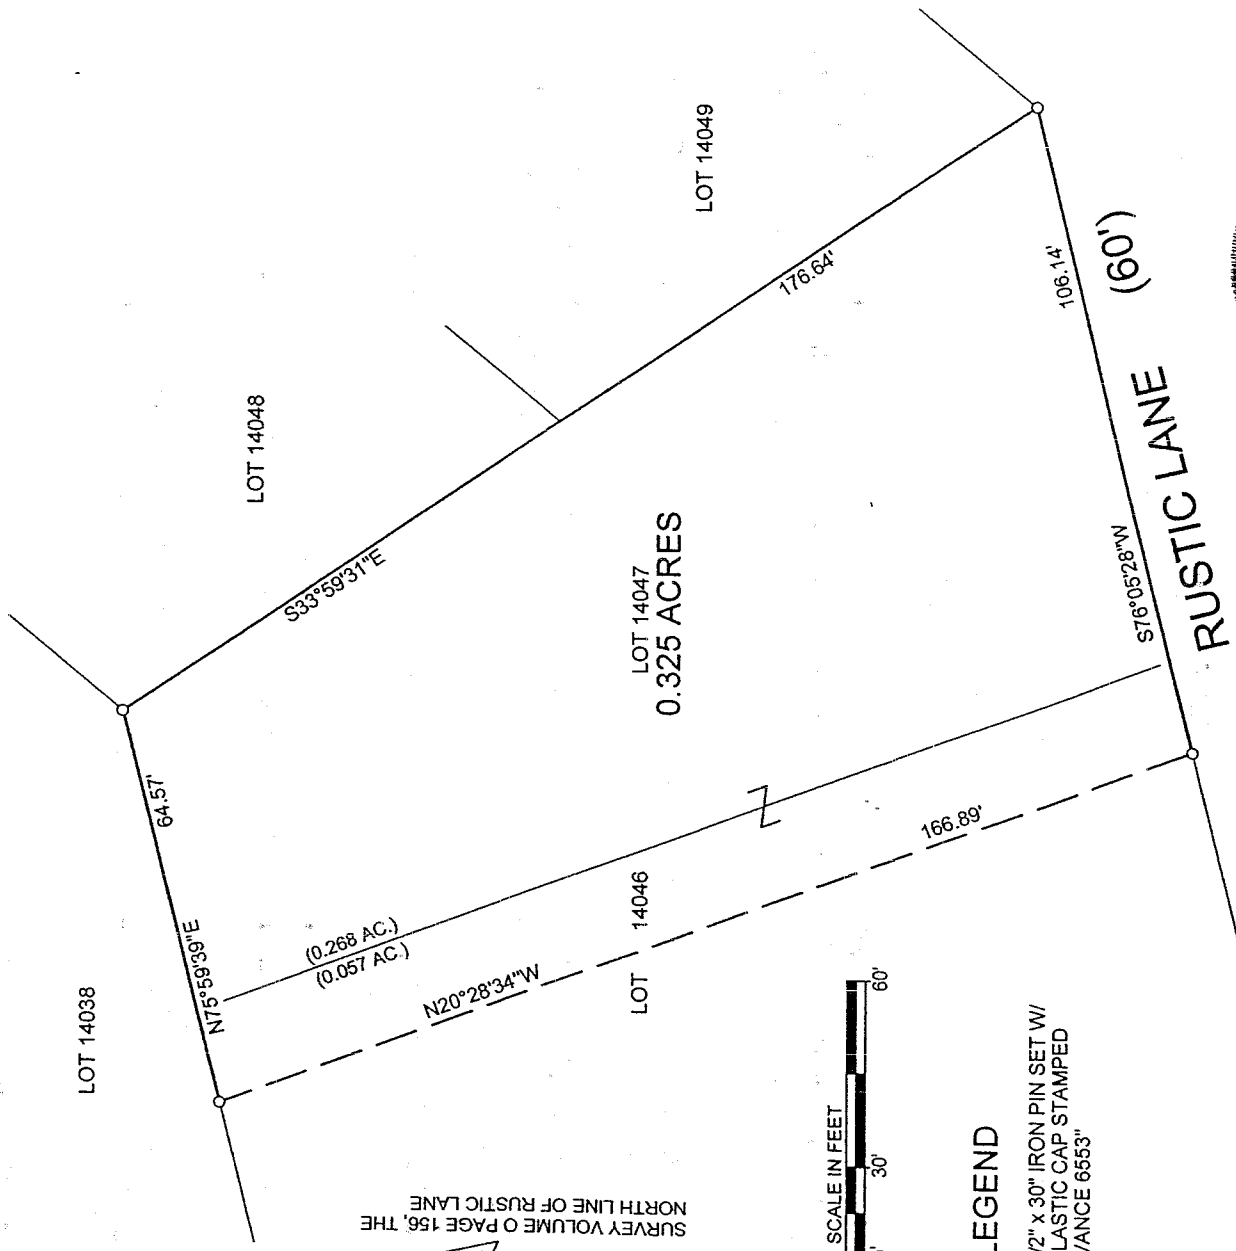 LOT 14038
LOT 14048
LOT 14049
N75°59'39"E
64.57'
S33°59'31"E
176.64'
(0.268 AC.)
(0.057 AC.)
N20°28'34"W
166.89'
LOT 14046
LOT 14047
0.325 ACRES
S76°05'28"W
106.14'
RUSTIC LANE (60')
SURVEY VOLUME O PAGE 156, THE
NORTH LINE OF RUSTIC LANE
SCALE IN FEET
30'
60'
LEGEND
/2" x 30" IRON PIN SET W/
LASTIC CAP STAMPED
VANCE 6553"